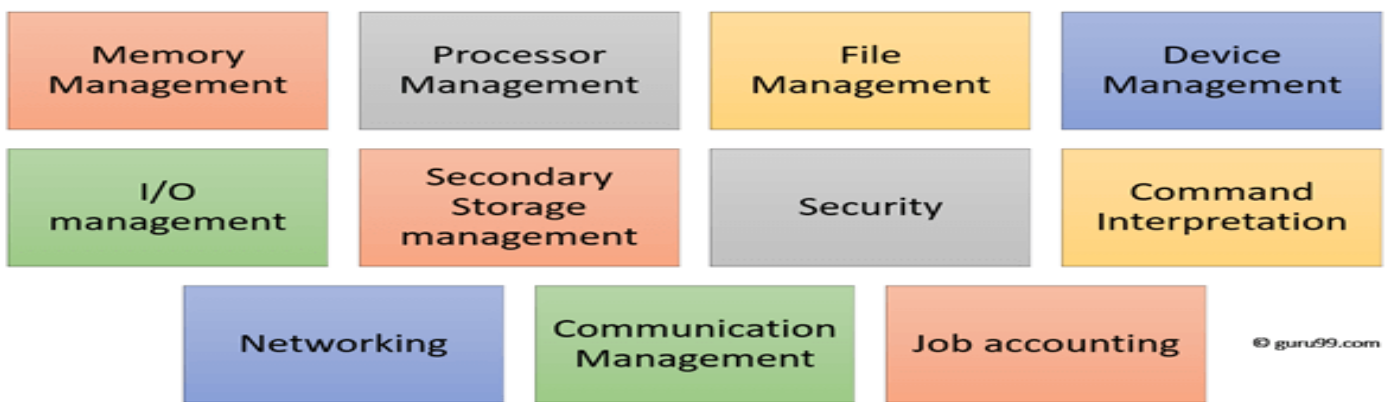 Memory
Management
Processor
Management
File
Management
Device
Management
I/O
management
Secondary
Storage
management
Security
Command
Interpretation
Networking
Communication
Management
Job accounting
© guru99.com